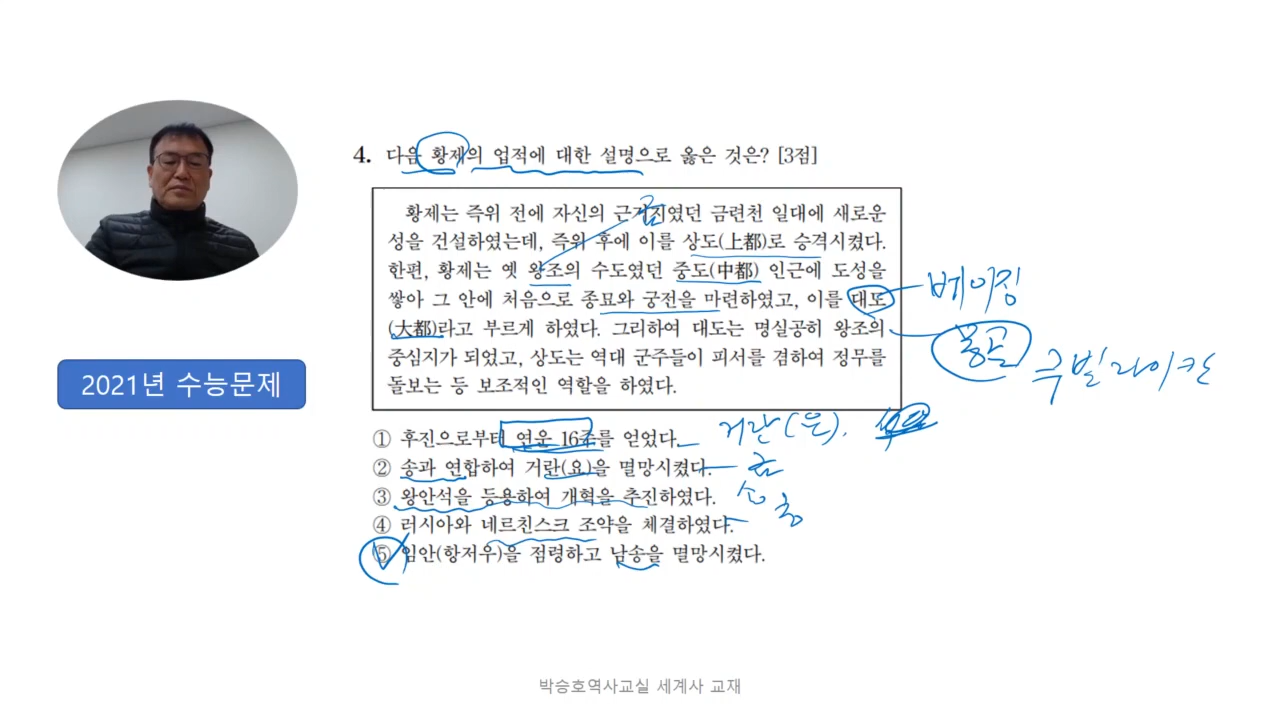 4. 다음 황제의 업적에 대한 설명으로 옳은 것은? [3점]
황제는 즉위 전에 자신의 근거지였던 금련천 일대에 새로운
금
성을 건설하였는데, 즉위 후에 이를 상도(上都)로 승격시켰다.
한편, 황제는 옛 왕조의 수도였던 중도(中都) 인근에 도성을
쌓아 그 안에 처음으로 종묘와 궁전을 마련하였고, 이를 대도
베이징
(大都)라고 부르게 하였다. 그리하여 대도는 명실공히 왕조의
몽골
쿠빌라이 칸
중심지가 되었고, 상도는 역대 군주들이 피서를 겸하여 정무를
돌보는 등 보조적인 역할을 하였다.
2021년 수능문제
① 후진으로부터 연운 16주를 얻었다. 거란(요).
② 송과 연합하여 거란(요)을 멸망시켰다. 금
③ 왕안석을 등용하여 개혁을 추진하였다. 송
④ 러시아와 네르친스크 조약을 체결하였다. 청
⑤ 임안(항저우)을 점령하고 남송을 멸망시켰다.
박승호역사교실 세계사 교재